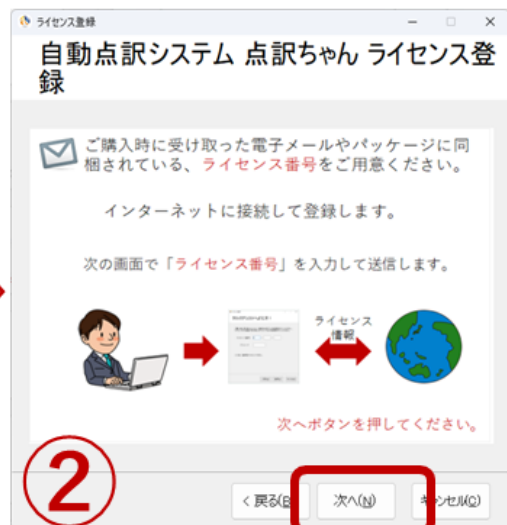 ライセンス登録
自動点訳システム 点訳ちゃん ライセンス登
録
ご購入時に受け取った電子メールやパッケージに同
梱されている、ライセンス番号をご用意ください。
インターネットに接続して登録します。
次の画面で「ライセンス番号」を入力して送信します。
ライセンス
情報
次へボタンを押してください。
②
< 戻る(B 次へ(N) キャンセル(C)